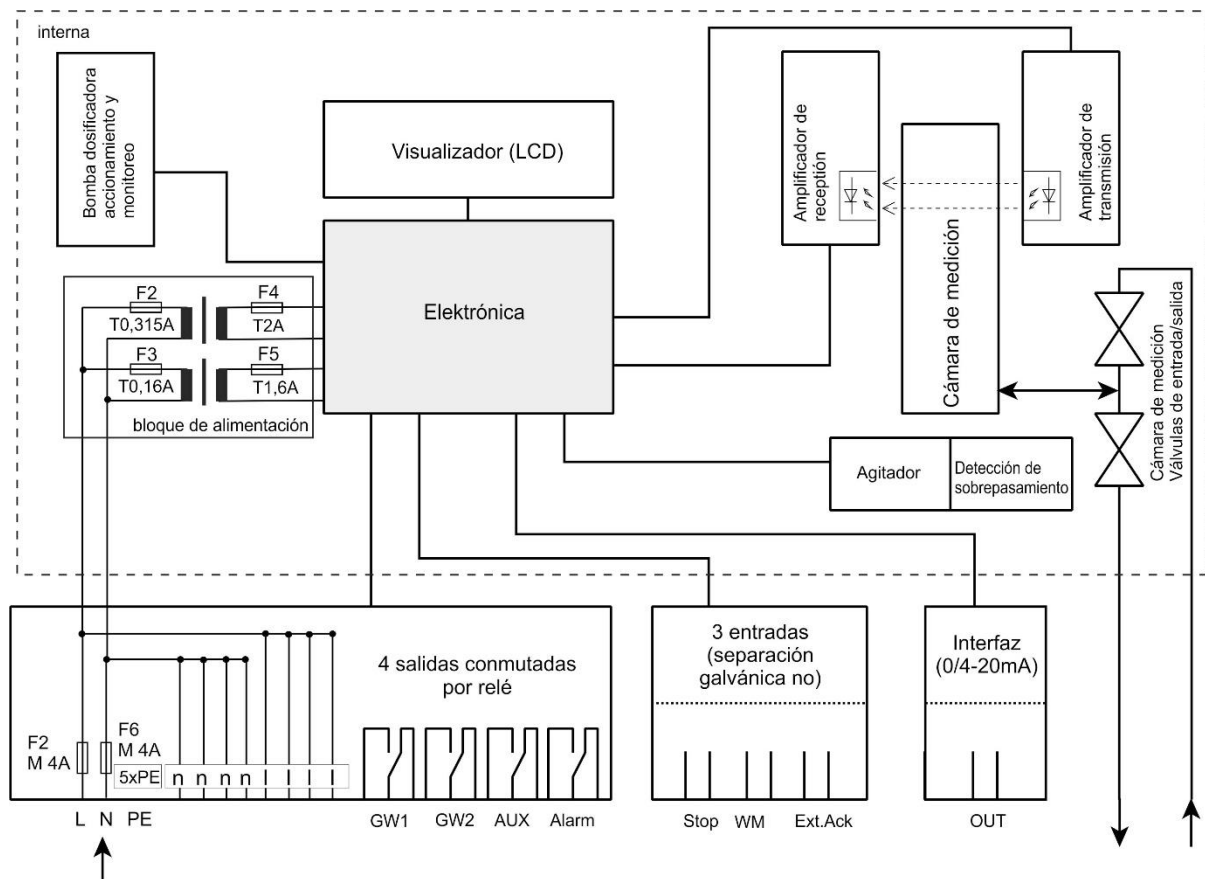 interna
Bomba dosificadora
accionamiento y
monitoreo
Visualizador (LCD)
Amplificador de
receptión
Cámara de medición
Amplificador de
transmisión
F2
T0,315A
F4
T2A
F3
T0,16A
F5
T1,6A
bloque de alimentación
Elektrónica
Cámara de medición
Válvulas de entrada/salida
Agitador
Detección de
sobrepasamiento
4 salidas conmutadas
por relé
F2
M 4A
F6
M 4A
5xPE
n n n n l l l l
L N PE
GW1 GW2 AUX Alarm
3 entradas
(separación
galvánica no)
Stop WM Ext.Ack
Interfaz
(0/4-20mA)
OUT